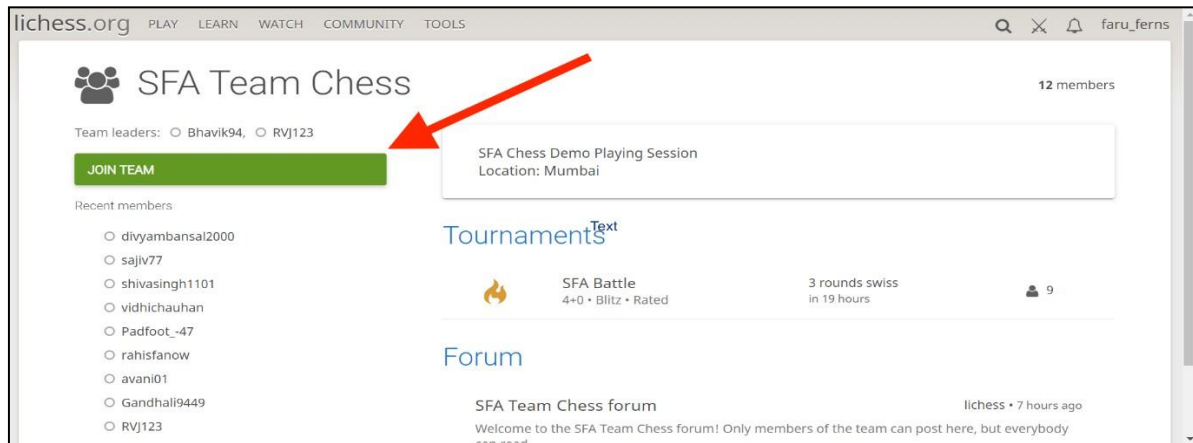 lichess.org PLAY LEARN WATCH COMMUNITY TOOLS faru_ferns
SFA Team Chess
12 members
Team leaders: Bhavik94, RVJ123
JOIN TEAM
Recent members
divyambansal2000
sajiv77
shivasingh1101
vidhichauhan
Padfoot_-47
rahisfanow
avani01
Gandhali9449
RVJ123
SFA Chess Demo Playing Session
Location: Mumbai
Tournaments
Text
SFA Battle
4+0 • Blitz • Rated
3 rounds swiss
in 19 hours
9
Forum
SFA Team Chess forum
lichess • 7 hours ago
Welcome to the SFA Team Chess forum! Only members of the team can post here, but everybody
can read